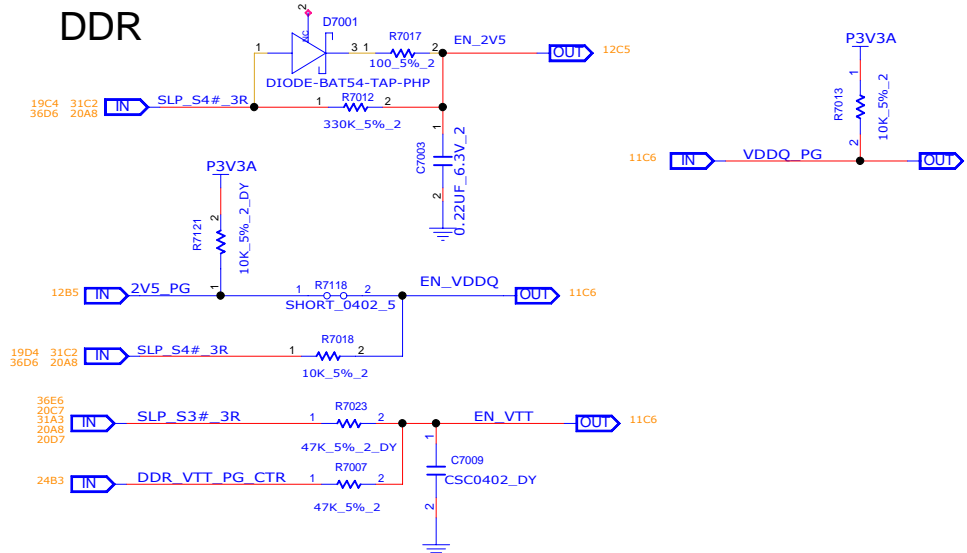 DDR
2
NC
D7001
1
3
1
R7017
2
EN_2V5
OUT
12C5
100_5%_2
DIODE-BAT54-TAP-PHP
19C4 31C2
36D6 20A8
IN
SLP_S4#_3R
1
R7012
2
330K_5%_2
1
C7003
2
0.22UF_6.3V_2
P3V3A
1
R7013
2
10K_5%_2
11C6
IN
VDDQ_PG
OUT
P3V3A
2
R7121
1
10K_5%_2_DY
12B5
IN
2V5_PG
1
R7118
2
SHORT_0402_5
EN_VDDQ
OUT
11C6
19D4 31C2
36D6 20A8
IN
SLP_S4#_3R
1
R7018
2
10K_5%_2
36E6
20C7
31A3
20A8
20D7
IN
SLP_S3#_3R
1
R7023
2
47K_5%_2_DY
EN_VTT
OUT
11C6
24B3
IN
DDR_VTT_PG_CTR
1
R7007
2
47K_5%_2
1
C7009
CSC0402_DY
2